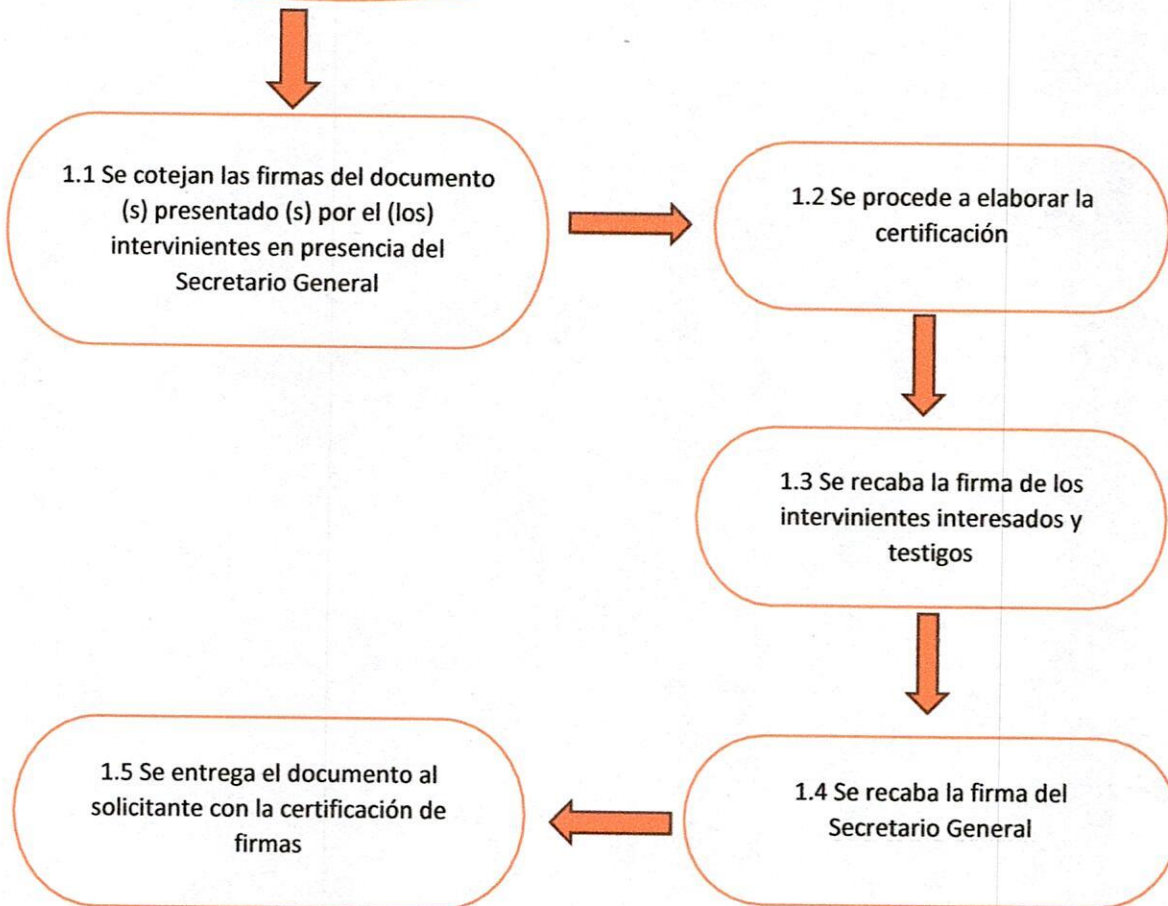 1.1 Se cotejan las firmas del documento
(s) presentado (s) por el (los)
intervinientes en presencia del
Secretario General
1.2 Se procede a elaborar la
certificación
1.3 Se recaba la firma de los
intervinientes interesados y
testigos
1.4 Se recaba la firma del
Secretario General
1.5 Se entrega el documento al
solicitante con la certificación de
firmas